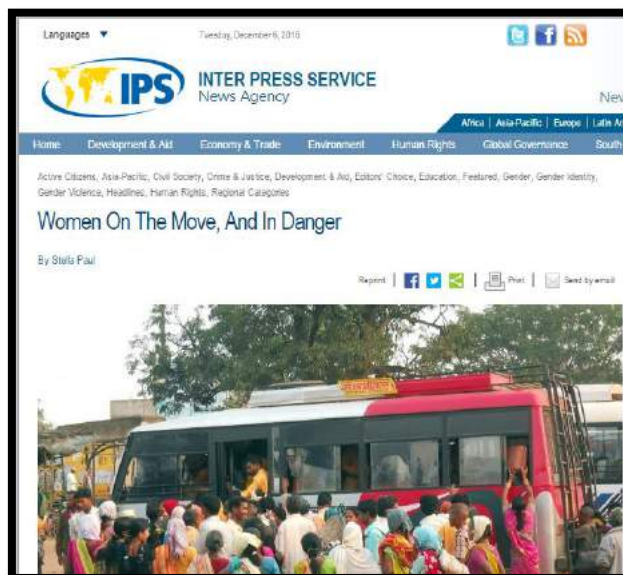 Languages
Tuesday, December 6, 2016
IPS
INTER PRESS SERVICE
News Agency
Africa | Asia-Pacific | Europe |
Home Development & Aid Economy & Trade Environment Human Rights Global Governance South
Active Citizens, Asia-Pacific, Civil Society, Crime & Justice, Development & Aid, Editors' Choice, Education, Featured, Gender, Gender Identity,
Gender Violence, Headlines, Human Rights, Regional Categories
Women On The Move, And In Danger
By Stella Paul
Reprint | | Print | Send by email